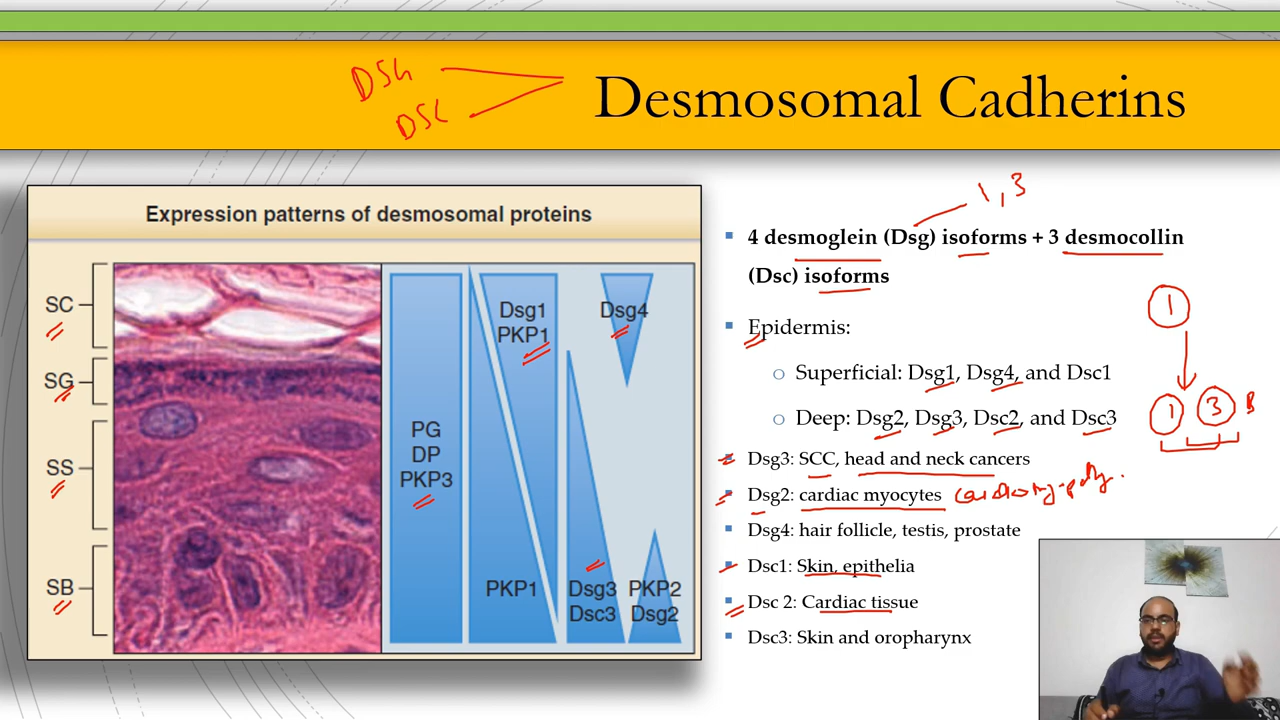 DSG
DSC
Desmosomal Cadherins
Expression patterns of desmosomal proteins
SC
SG
SS
SB
PG
DP
PKP3
Dsg1
PKP1
PKP1
Dsg4
Dsg3
Dsc3
PKP2
Dsg2
1, 3
4 desmoglein (Dsg) isoforms + 3 desmocollin
(Dsc) isoforms
Epidermis:
Superficial: Dsg1, Dsg4, and Dsc1
Deep: Dsg2, Dsg3, Dsc2, and Dsc3
Dsg3: SCC, head and neck cancers
Dsg2: cardiac myocytes
Dsg4: hair follicle, testis, prostate
Dsc1: Skin, epithelia
Dsc 2: Cardiac tissue
Dsc3: Skin and oropharynx
1
1 3